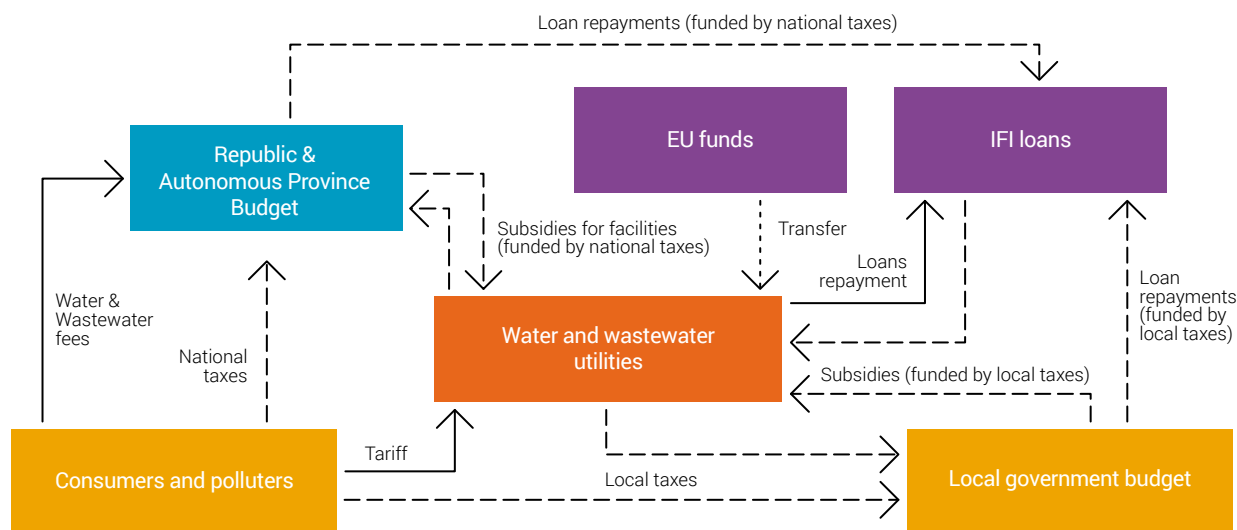 Loan repayments (funded by national taxes)
EU funds
IFI loans
Republic &
Autonomous Province
Budget
Subsidies for facilities
(funded by national taxes)
Transfer
Loans
repayment
Loan
repayments
(funded by
local taxes)
Water &
Wastewater
fees
National
taxes
Water and wastewater
utilities
Subsidies (funded by local taxes)
Tariff
Consumers and polluters
Local taxes
Local government budget